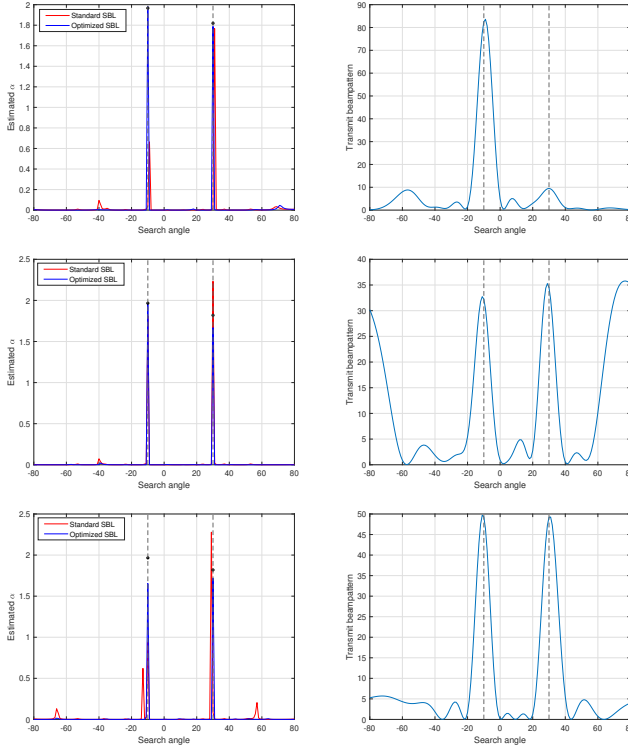 2
1.8
1.6
1.4
1.2
1
0.8
0.6
0.4
0.2
0
Estimated α
Standard SBL
Optimized SBL
-80 -60 -40 -20 0 20 40 60 80
Search angle
90
80
70
60
50
40
30
20
10
0
Transmit beampattern
-80 -60 -40 -20 0 20 40 60 80
Search angle
2.5
2
1.5
1
0.5
0
Estimated α
Standard SBL
Optimized SBL
-80 -60 -40 -20 0 20 40 60 80
Search angle
40
35
30
25
20
15
10
5
0
Transmit beampattern
-80 -60 -40 -20 0 20 40 60 80
Search angle
2.5
2
1.5
1
0.5
0
Estimated α
Standard SBL
Optimized SBL
-80 -60 -40 -20 0 20 40 60 80
Search angle
50
45
40
35
30
25
20
15
10
5
0
Transmit beampattern
-80 -60 -40 -20 0 20 40 60 80
Search angle